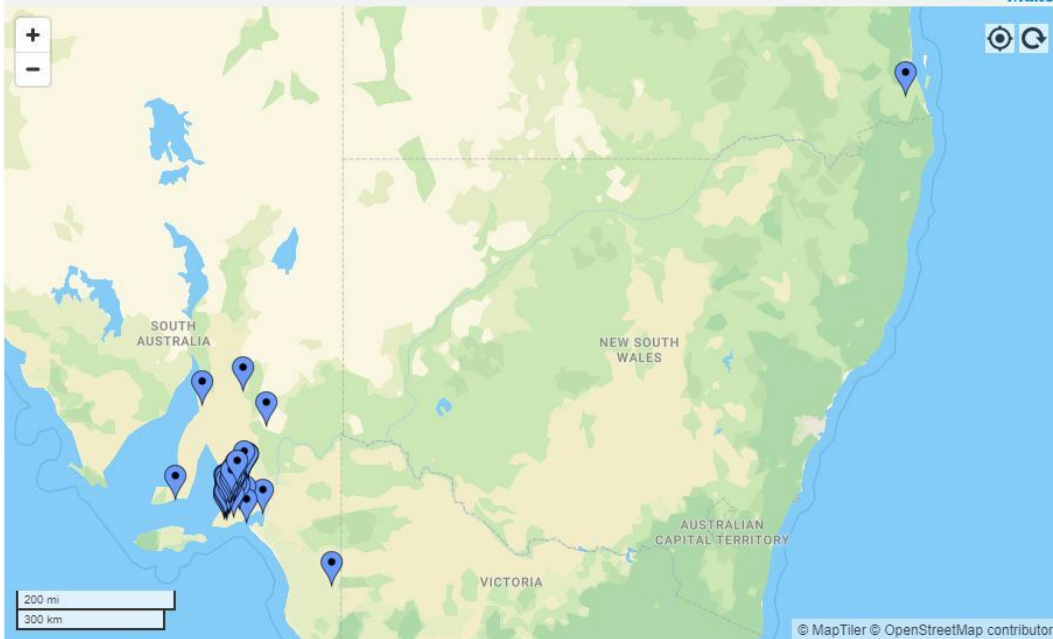 +
−
SOUTH
AUSTRALIA
NEW SOUTH
WALES
AUSTRALIAN
CAPITAL TERRITORY
VICTORIA
200 mi
300 km
© MapTiler © OpenStreetMap contributor